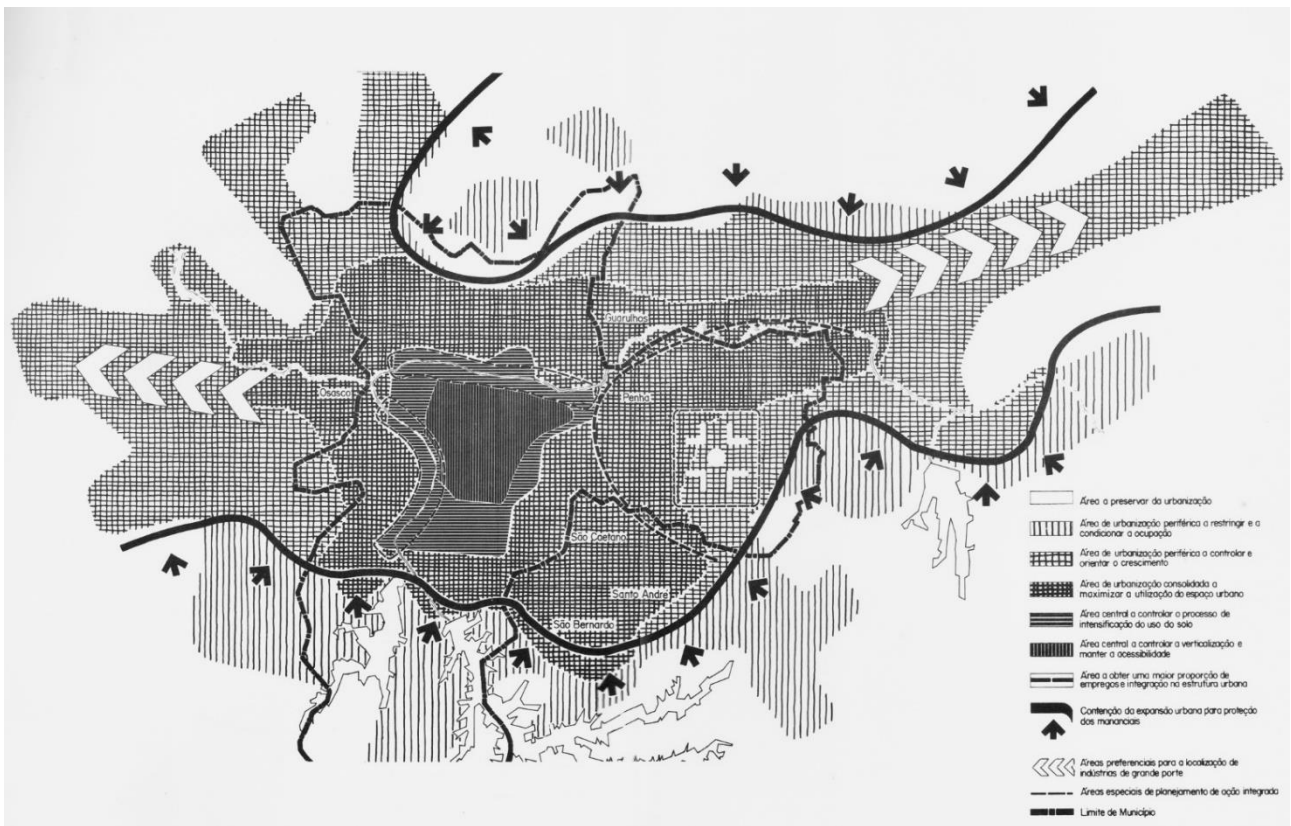 Guarulhos
Osasco
Penha
São Caetano
Santo André
São Bernardo
Área a preservar da urbanização
Área de urbanização periférica a restringir e a
condicionar a ocupação
Área de urbanização periférica a controlar e
orientar o crescimento
Área de urbanização consolidada a
maximizar a utilização do espaço urbano
Área central a controlar o processo de
intensificação do uso do solo
Área central a controlar a verticalização e
manter a acessibilidade
Área a obter uma maior proporção de
empregos e integração na estrutura urbana
Contenção da expansão urbana para proteção
dos mananciais
Áreas preferenciais para a localização de
indústrias de grande porte
Áreas especiais de planejamento de ação integrada
Limite de Município